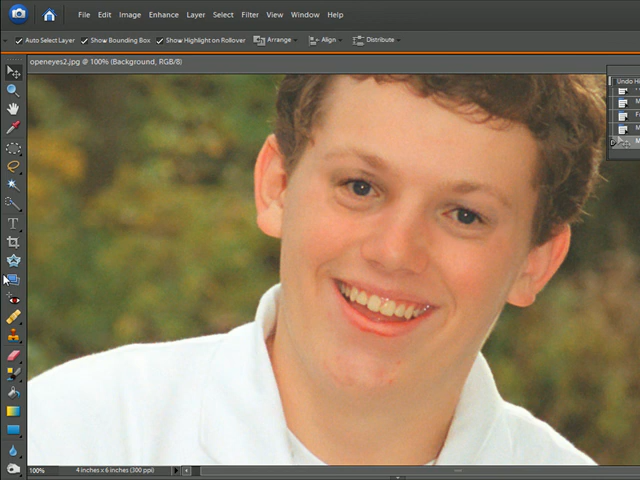 File Edit Image Enhance Layer Select Filter View Window Help
Auto Select Layer Show Bounding Box Show Highlight on Rollover Arrange Align Distribute
openeyes2.jpg @ 100% (Background, RGB/8)
Undo Hi
M
F
M
M
T
100% 4 inches x 6 inches (300 ppi)